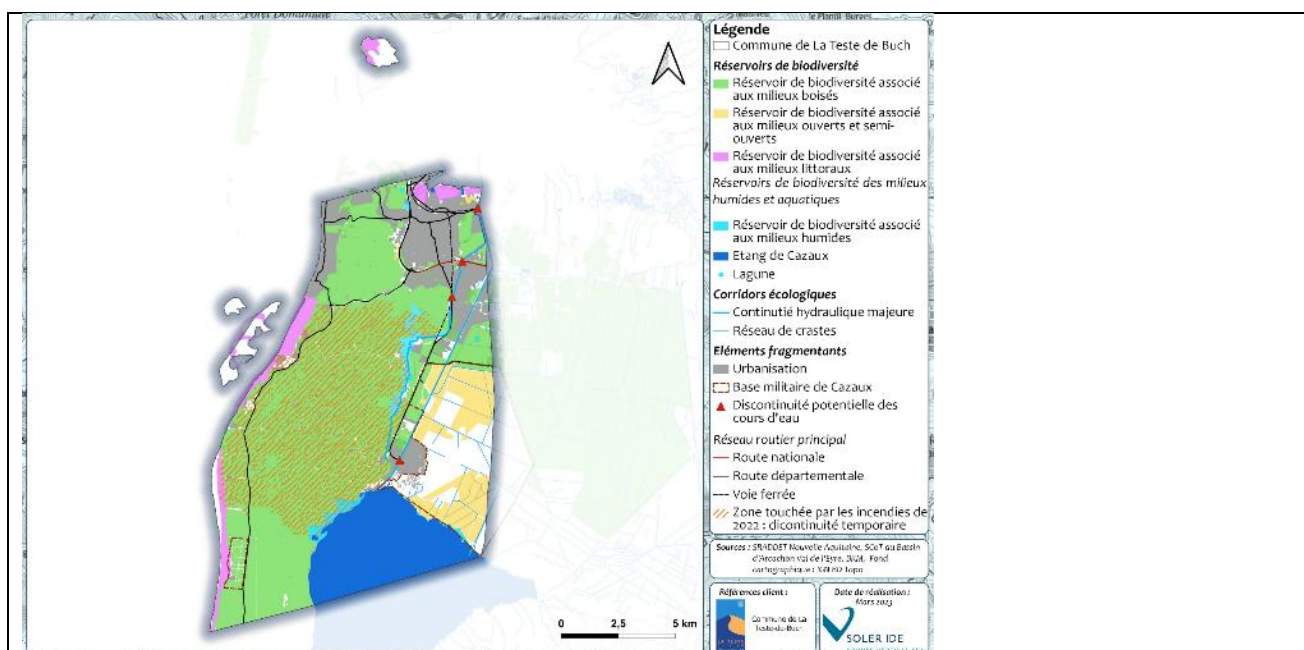 Légende
Commune de La Teste de Buch
Réservoirs de biodiversité
Réservoir de biodiversité associé
aux milieux boisés
Réservoir de biodiversité associé
aux milieux ouverts et semi-
ouverts
Réservoir de biodiversité associé
aux milieux littoraux
Réservoirs de biodiversité des milieux
humides et aquatiques
Réservoir de biodiversité associé
aux milieux humides
Etang de Cazaux
Lagune
Corridors écologiques
Continutié hydraulique majeure
Réseau de crastes
Eléments fragmentants
Urbanisation
Base militaire de Cazaux
Discontinuité potentielle des
cours d'eau
Réseau routier principal
Route nationale
Route départementale
Voie ferrée
Zone touchée par les incendies de
2022 : dicontinuité temporaire
Sources : SRADDET Nouvelle Aquitaine, SCoT du Bassin
d'Arcachon Val de l'Eyre, Fond
cartographique : IGN BD Topo
Références client :
Commune de La
Teste-de-Buch
Date de réalisation :
Mars 2023
SOLER IDE
0 2,5 5 km